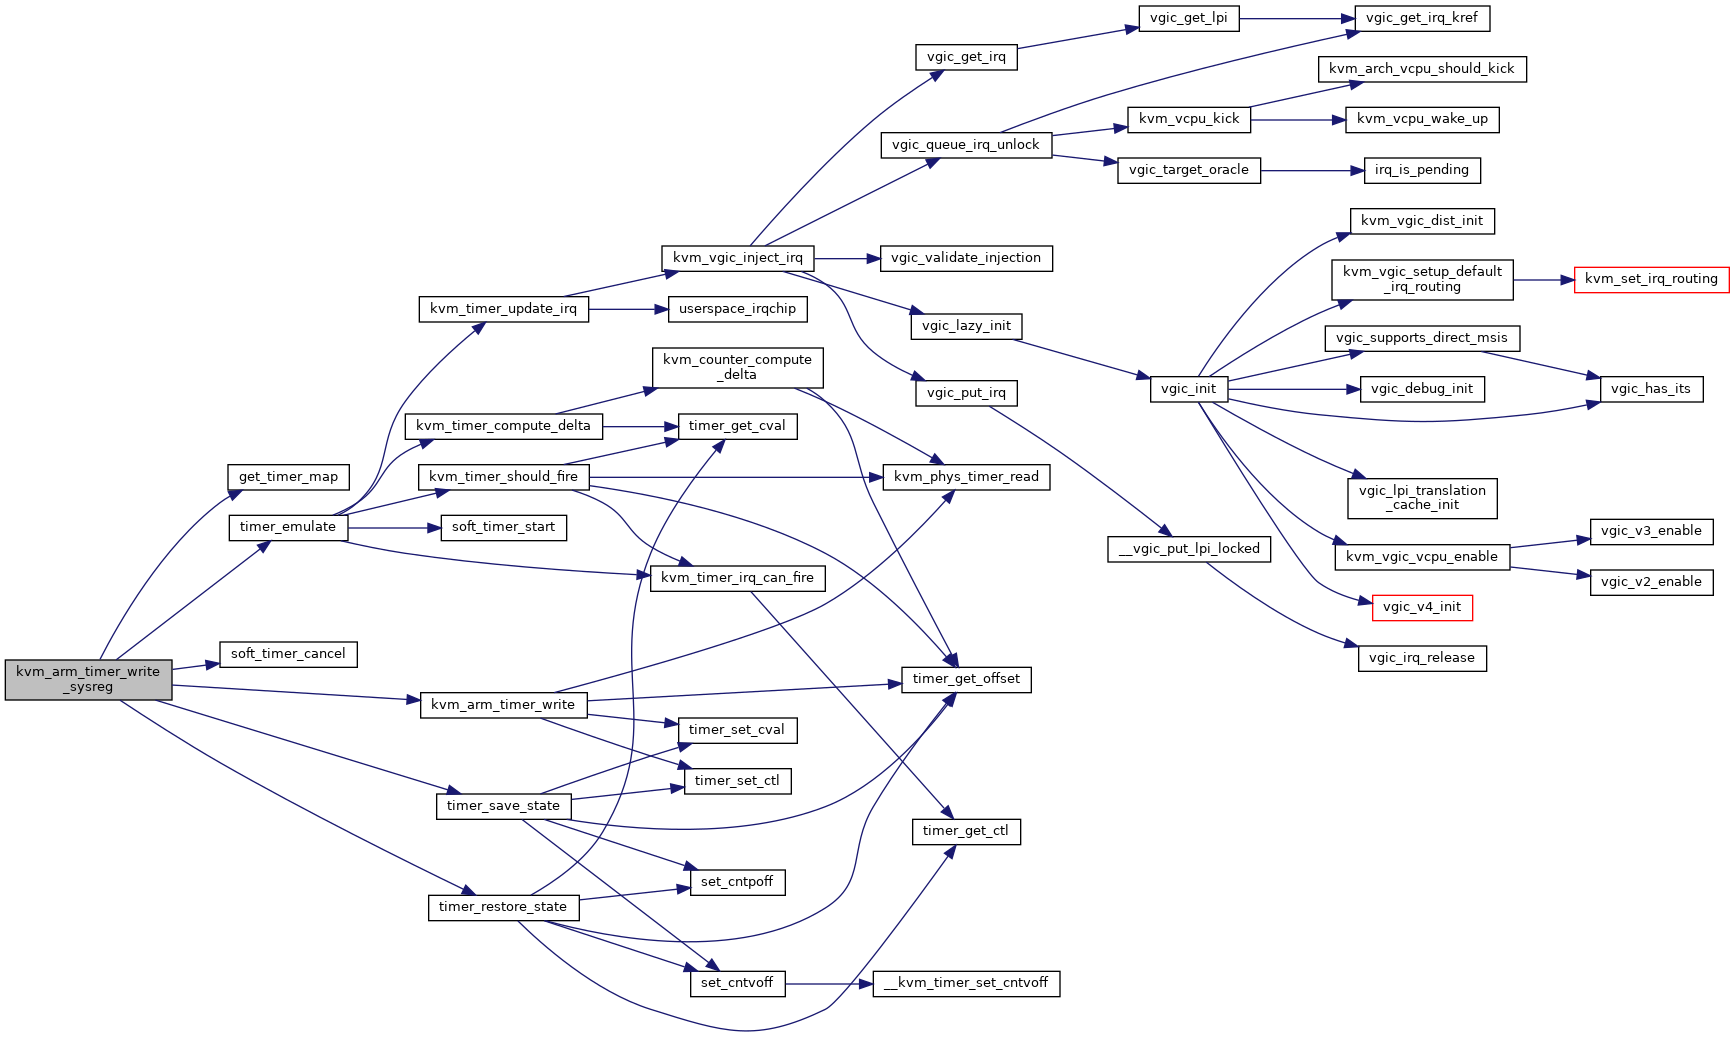 vgic_get_lpi
vgic_get_irq_kref
vgic_get_irq
kvm_arch_vcpu_should_kick
kvm_vcpu_kick
kvm_vcpu_wake_up
vgic_queue_irq_unlock
vgic_target_oracle
irq_is_pending
kvm_vgic_dist_init
kvm_vgic_inject_irq
vgic_validate_injection
kvm_vgic_setup_default
_irq_routing
kvm_set_irq_routing
kvm_timer_update_irq
userspace_irqchip
vgic_lazy_init
vgic_supports_direct_msis
kvm_counter_compute
_delta
vgic_put_irq
vgic_init
vgic_debug_init
vgic_has_its
kvm_timer_compute_delta
timer_get_cval
get_timer_map
kvm_timer_should_fire
kvm_phys_timer_read
vgic_lpi_translation
_cache_init
timer_emulate
soft_timer_start
vgic_v3_enable
__vgic_put_lpi_locked
kvm_vgic_vcpu_enable
kvm_timer_irq_can_fire
vgic_v2_enable
vgic_v4_init
soft_timer_cancel
vgic_irq_release
kvm_arm_timer_write
_sysreg
timer_get_offset
kvm_arm_timer_write
timer_set_cval
timer_set_ctl
timer_save_state
timer_get_ctl
set_cntpoff
timer_restore_state
set_cntvoff
__kvm_timer_set_cntvoff